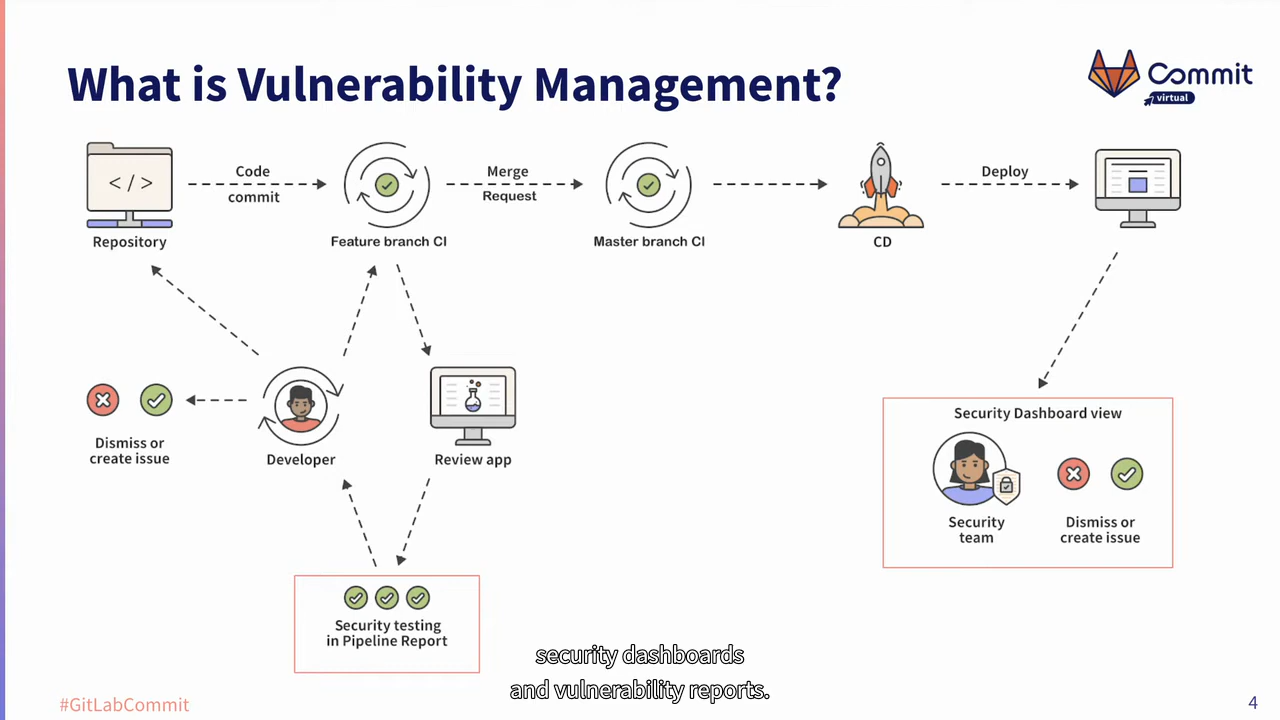 What is Vulnerability Management?
Commit
virtual
</>
Code
commit
Merge
Request
Deploy
Repository
Feature branch CI
Master branch CI
CD
Security Dashboard view
Dismiss or
create issue
Developer
Review app
Security
team
Dismiss or
create issue
Security testing
in Pipeline Report
security dashboards
and vulnerability reports.
#GitLabCommit
4